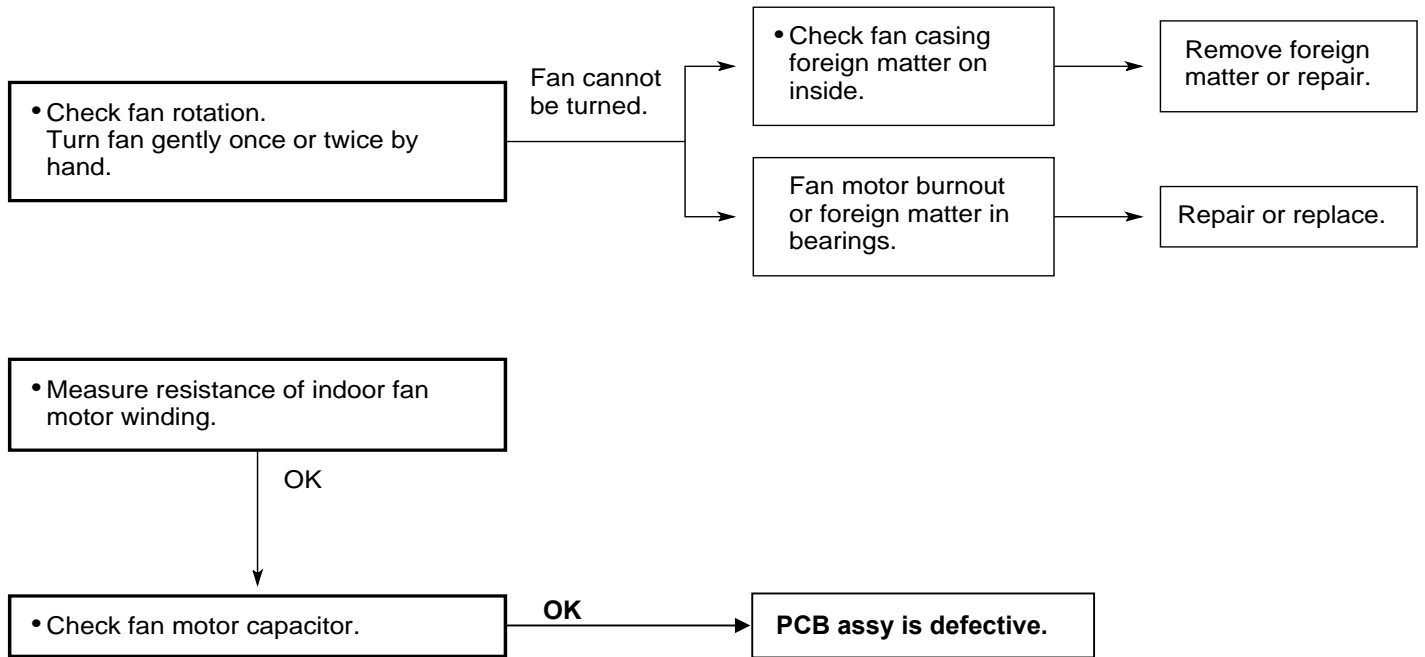 • Check fan rotation.
Turn fan gently once or twice by
hand.
Fan cannot
be turned.
• Check fan casing
foreign matter on
inside.
Remove foreign
matter or repair.
Fan motor burnout
or foreign matter in
bearings.
Repair or replace.
• Measure resistance of indoor fan
motor winding.
OK
• Check fan motor capacitor.
OK
PCB assy is defective.